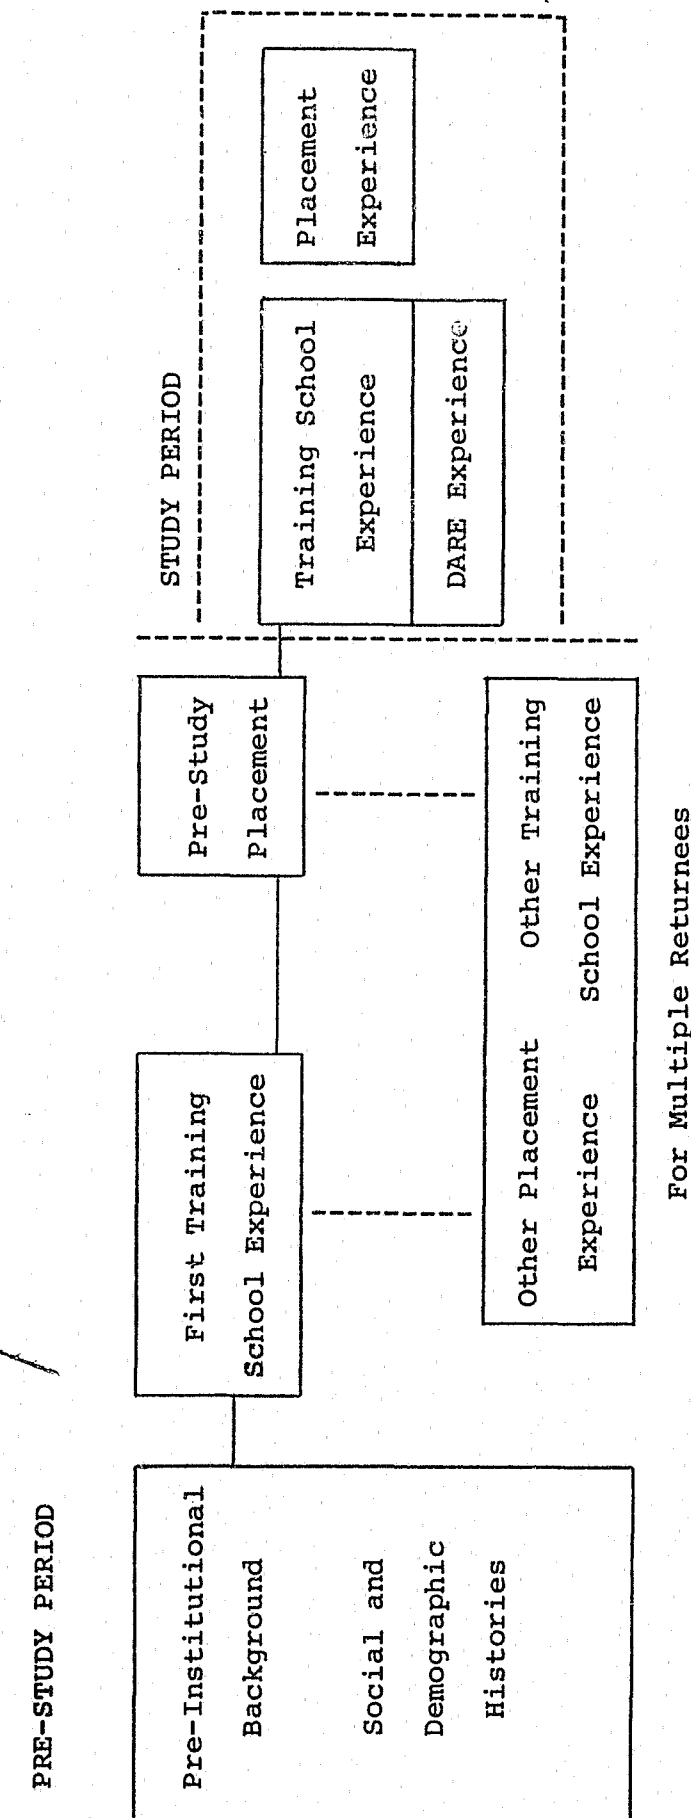 PRE-STUDY PERIOD
Pre-Institutional
Background
Social and
Demographic
Histories
First Training
School Experience
Pre-Study
Placement
Other Placement
Experience
Other Training
School Experience
For Multiple Returnees
STUDY PERIOD
Training School
Experience
DARE Experience
Placement
Experience